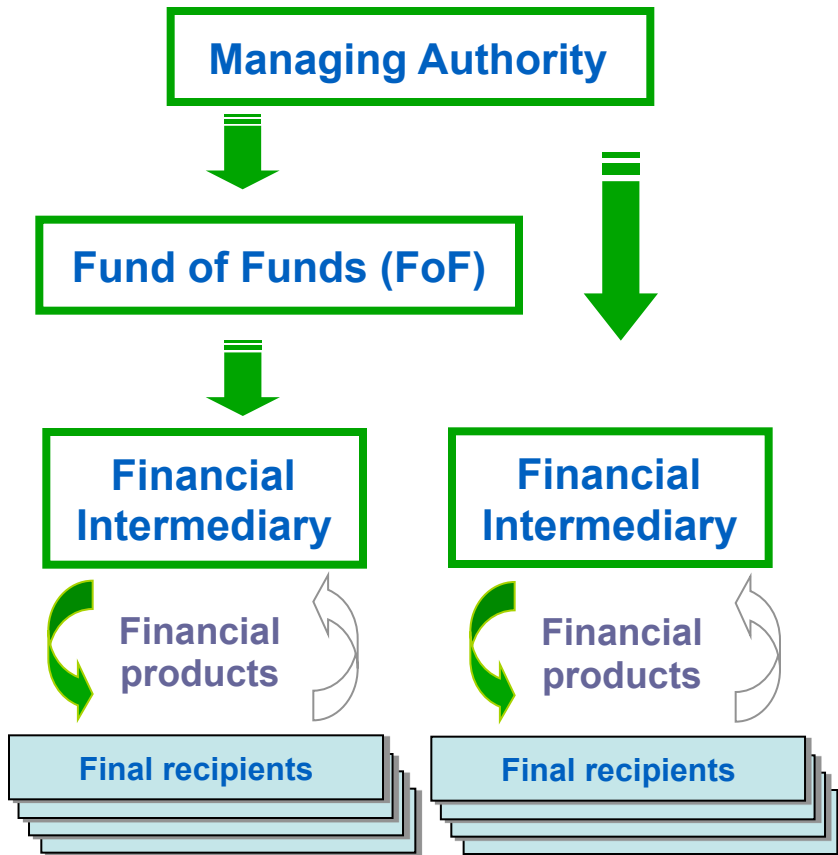 Managing Authority
Fund of Funds (FoF)
Financial
Intermediary
Financial
Intermediary
Financial
products
Financial
products
Final recipients
Final recipients